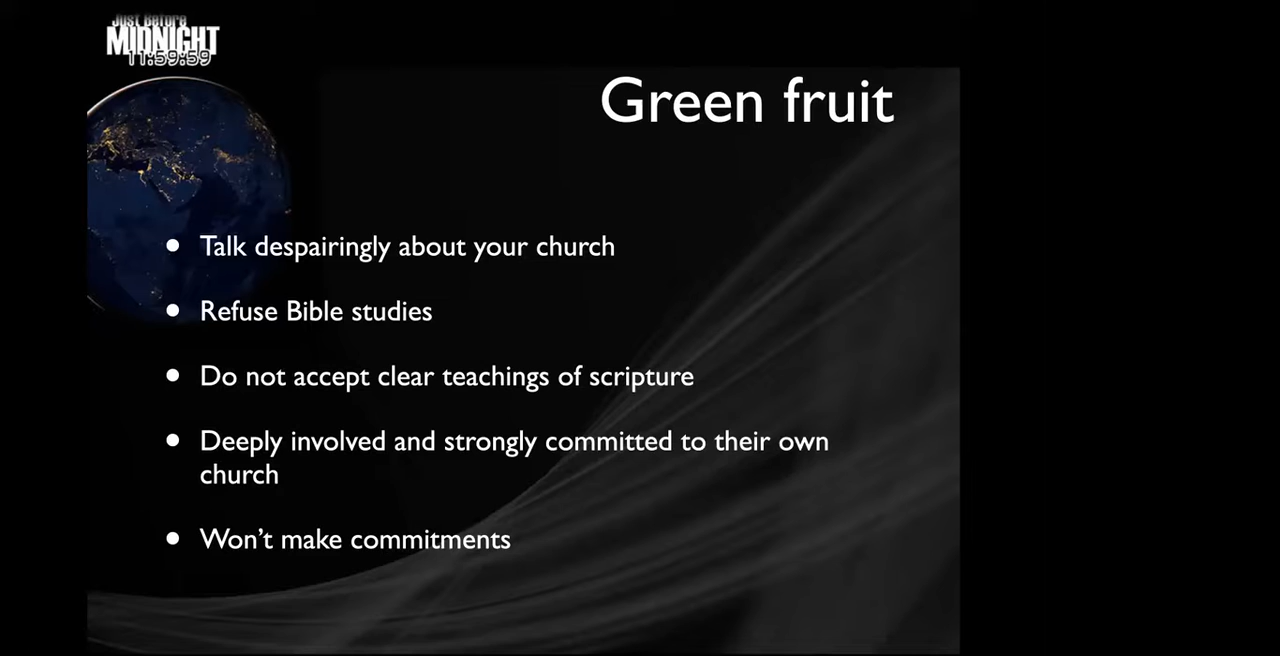 Just Before
MIDNIGHT
11:59:59
Green fruit
• Talk despairingly about your church
• Refuse Bible studies
• Do not accept clear teachings of scripture
• Deeply involved and strongly committed to their own
church
• Won’t make commitments